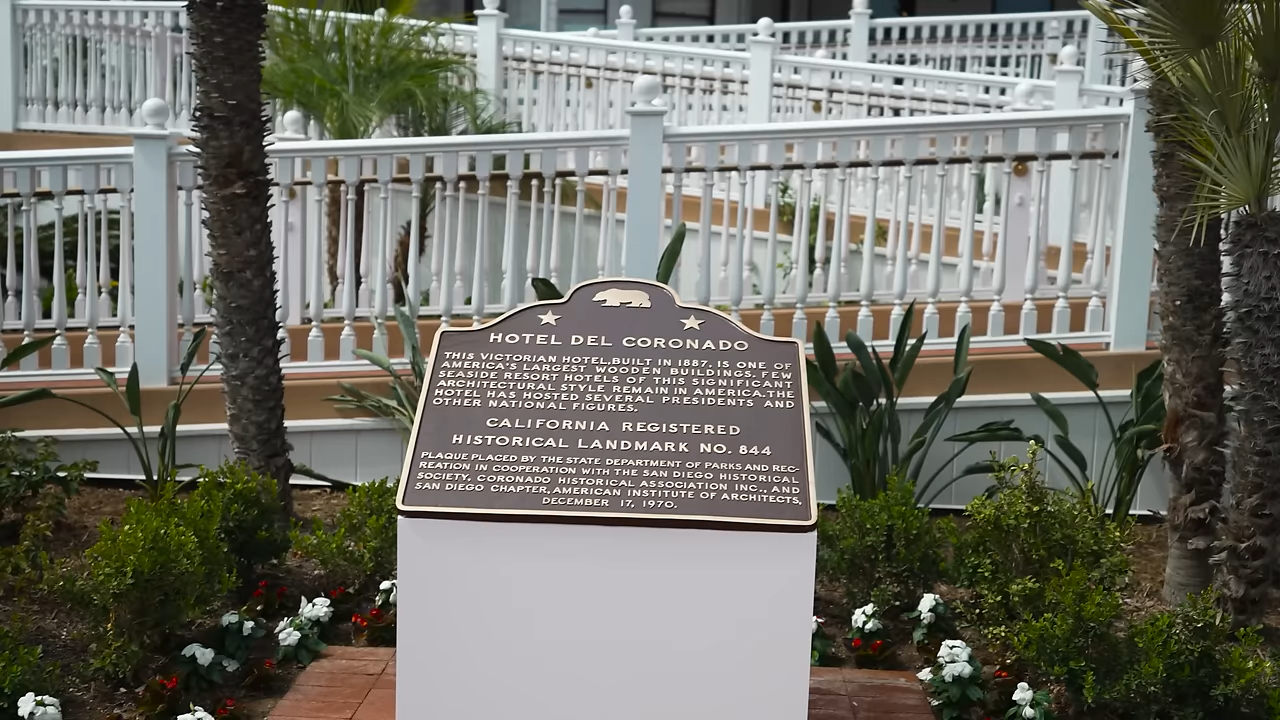 HOTEL DEL CORONADO
THIS VICTORIAN HOTEL,BUILT IN 1887, IS ONE OF
AMERICA'S LARGEST WOODEN BUILDINGS. FEW
SEASIDE RESORT HOTELS OF THIS SIGNIFICANT
ARCHITECTURAL STYLE REMAIN IN AMERICA.THE
HOTEL HAS HOSTED SEVERAL PRESIDENTS AND
OTHER NATIONAL FIGURES.
CALIFORNIA REGISTERED
HISTORICAL LANDMARK NO. 844
PLAQUE PLACED BY THE STATE DEPARTMENT OF PARKS AND REC-
REATION IN COOPERATION WITH THE SAN DIEGO HISTORICAL
SOCIETY, CORONADO HISTORICAL ASSOCIATION INC., AND
SAN DIEGO CHAPTER, AMERICAN INSTITUTE OF ARCHITECTS,
DECEMBER 17, 1970.